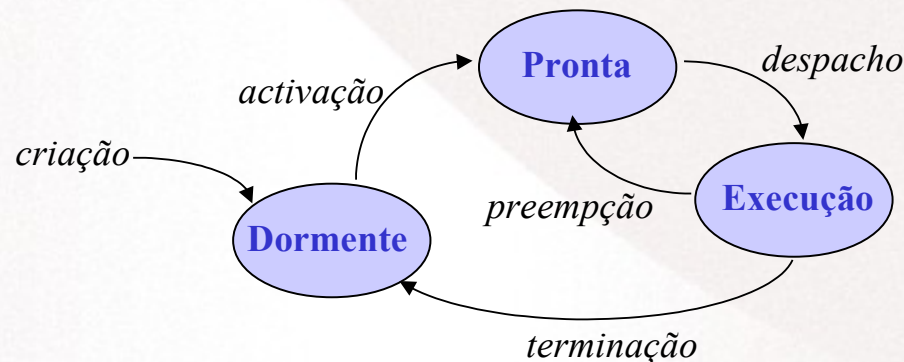 Pronta
despacho
activação
criação
preempção
Execução
Dormente
terminação